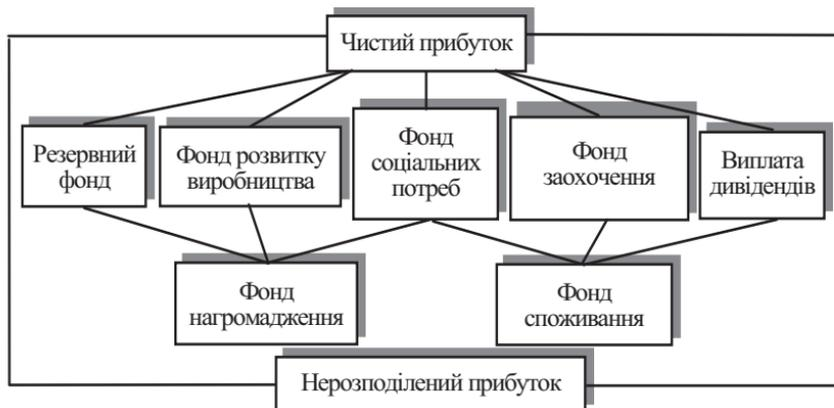 Чистий прибуток
Резервний
фонд
Фонд розвитку
виробництва
Фонд
соціальних
потреб
Фонд
заохочення
Виплата
дивідендів
Фонд
нагромадження
Фонд
споживання
Нерозподілений прибуток